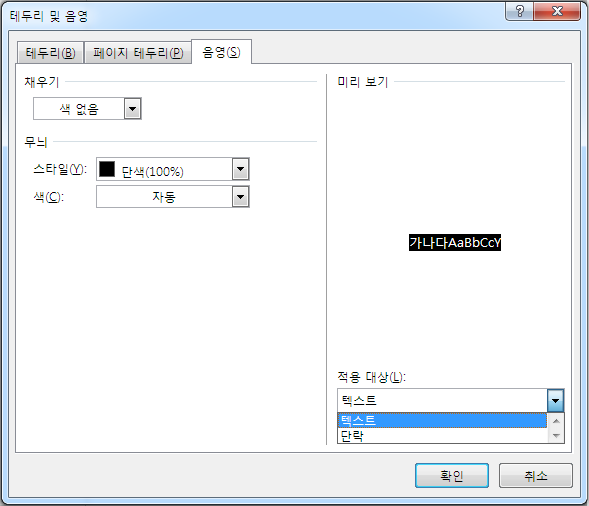 테두리 및 음영
테두리(B) 페이지 테두리(P) 음영(S)
채우기
색 없음
무늬
스타일(Y): 단색(100%)
색(C): 자동
미리 보기
가나다AaBbCcY
적용 대상(L):
텍스트
텍스트
단락
확인 취소